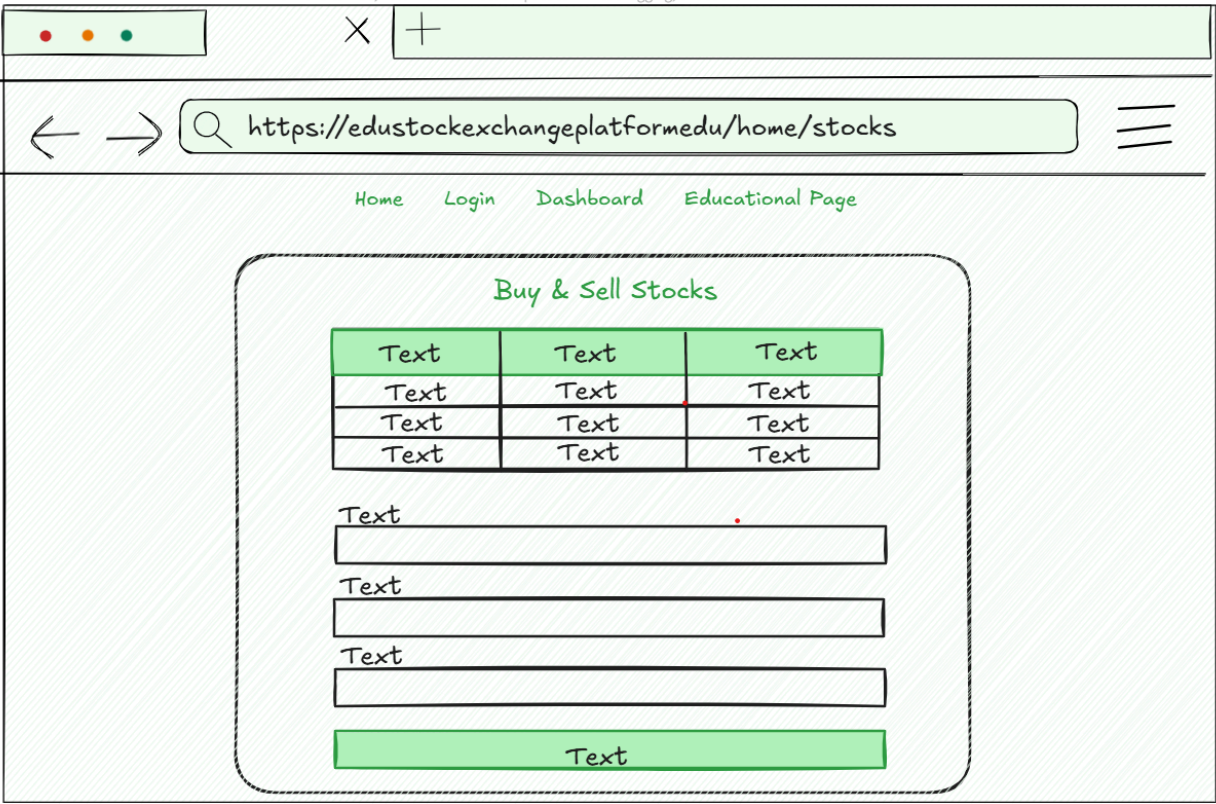 https://edustockexchangeplatformedu/home/stocks
Home Login Dashboard Educational Page
Buy & Sell Stocks
Text Text Text
Text Text Text
Text Text Text
Text Text Text
Text
Text
Text
Text